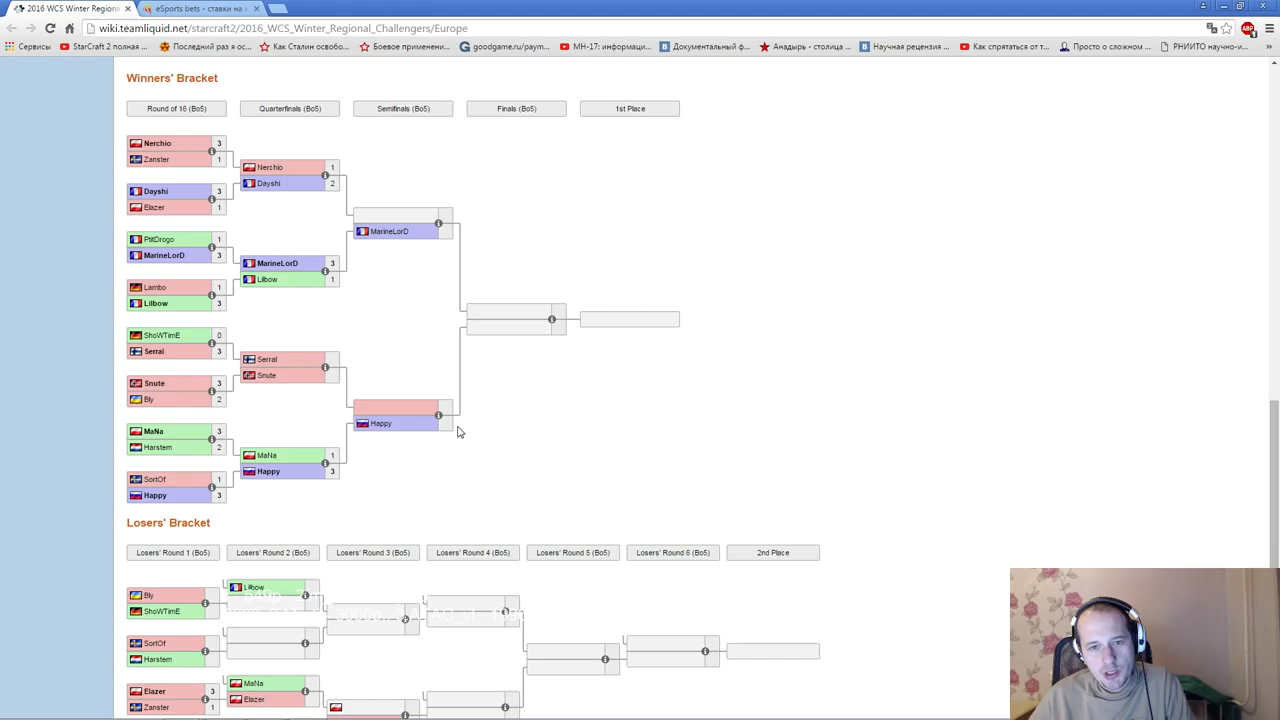 2016 WCS Winter Regional
eSports bets - ставки на
wiki.teamliquid.net/starcraft2/2016_WCS_Winter_Regional_Challengers/Europe
Сервисы StarCraft 2 полная Последний раз я ос Как Сталин освобо Боевое применени goodgame.ru/paym МН-17: информаци Документальный ф Анадырь - столица Научная рецензия Как спрятаться от Просто о сложном РНИИТО научно-и
Winners' Bracket
Round of 16 (Bo5) Quarterfinals (Bo5) Semifinals (Bo5) Finals (Bo5) 1st Place
Nerchio 3
Zanster 1
Nerchio 1
Dayshi 2
Dayshi 3
Elazer 1
MarineLorD
PtitDrogo 1
MarineLorD 3
MarineLorD 3
Lilbow 1
Lambo 1
Lilbow 3
ShoWTimE 0
Serral 3
Serral
Snute
Snute 3
Bly 2
Happy
MaNa 3
Harstem 2
MaNa 1
Happy 3
SortOf 1
Happy 3
Losers' Bracket
Losers' Round 1 (Bo5) Losers' Round 2 (Bo5) Losers' Round 3 (Bo5) Losers' Round 4 (Bo5) Losers' Round 5 (Bo5) Losers' Round 6 (Bo5) 2nd Place
Lilbow
Bly
ShoWTimE
SortOf
Harstem
MaNa
Elazer
Elazer 3
Zanster 1